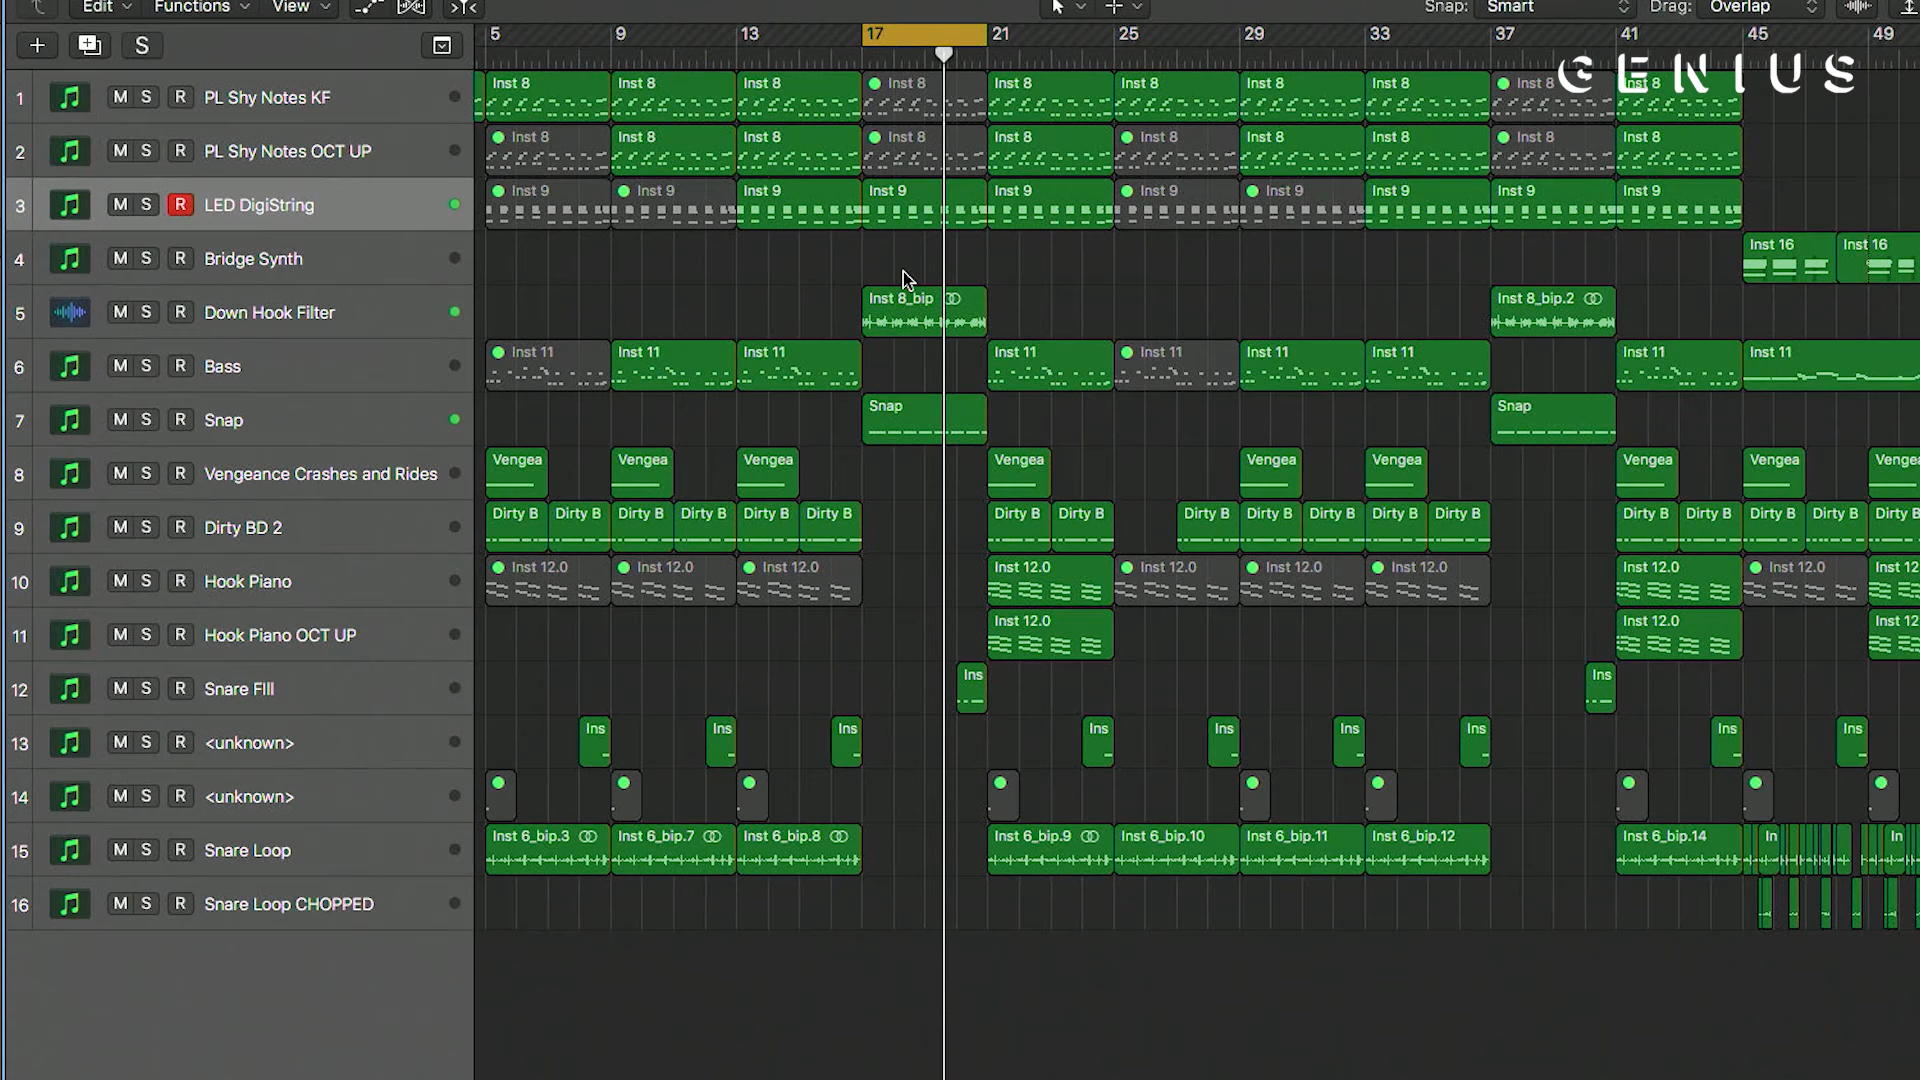 Edit Functions View Snap: Smart Drag: Overlap
S 5 9 13 17 21 25 29 33 37 41 45 49
GENIUS
1 M S R PL Shy Notes KF Inst 8 Inst 8 Inst 8 Inst 8 Inst 8 Inst 8 Inst 8 Inst 8 Inst 8 Inst 8
2 M S R PL Shy Notes OCT UP Inst 8 Inst 8 Inst 8 Inst 8 Inst 8 Inst 8 Inst 8 Inst 8 Inst 8 Inst 8
3 M S R LED DigiString Inst 9 Inst 9 Inst 9 Inst 9 Inst 9 Inst 9 Inst 9 Inst 9 Inst 9 Inst 9
4 M S R Bridge Synth Inst 16 Inst 16
5 M S R Down Hook Filter Inst 8_bip Inst 8_bip.2
6 M S R Bass Inst 11 Inst 11 Inst 11 Inst 11 Inst 11 Inst 11 Inst 11 Inst 11 Inst 11
7 M S R Snap Snap Snap
8 M S R Vengeance Crashes and Rides Vengea Vengea Vengea Vengea Vengea Vengea Vengea Vengea Vengea
9 M S R Dirty BD 2 Dirty B Dirty B Dirty B Dirty B Dirty B Dirty B Dirty B Dirty B Dirty B Dirty B Dirty B Dirty B Dirty B Dirty B Dirty B Dirty B Dirty B Dirty B
10 M S R Hook Piano Inst 12.0 Inst 12.0 Inst 12.0 Inst 12.0 Inst 12.0 Inst 12.0 Inst 12.0 Inst 12.0 Inst 12.0 Inst 12
11 M S R Hook Piano OCT UP Inst 12.0 Inst 12.0 Inst 12
12 M S R Snare FIll Ins Ins
13 M S R <unknown> Ins Ins Ins Ins Ins Ins Ins Ins Ins
14 M S R <unknown>
15 M S R Snare Loop Inst 6_bip.3 Inst 6_bip.7 Inst 6_bip.8 Inst 6_bip.9 Inst 6_bip.10 Inst 6_bip.11 Inst 6_bip.12 Inst 6_bip.14 In In
16 M S R Snare Loop CHOPPED